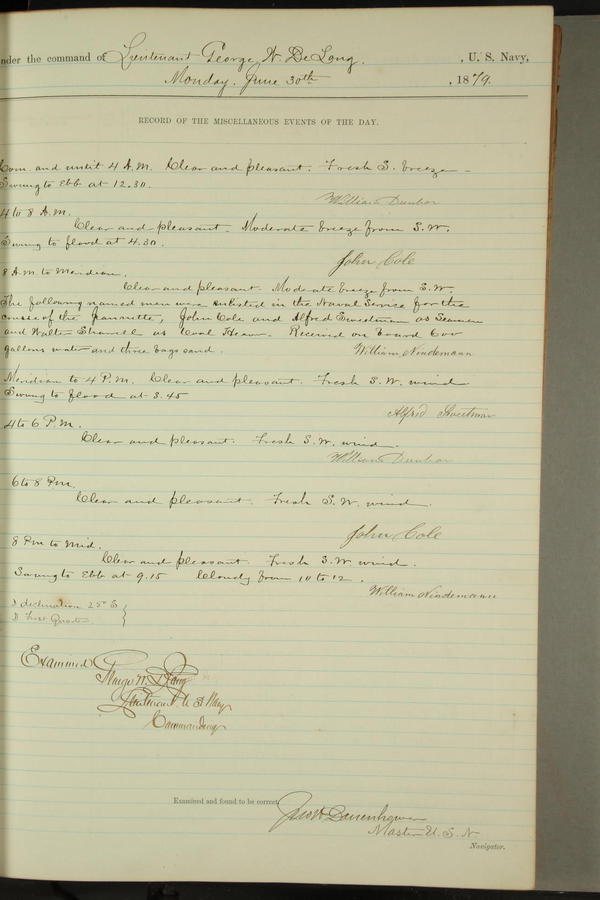 nder the command of Lieutenant George W. De Long. , U. S. Navy,
Monday, June 30th , 1879.
RECORD OF THE MISCELLANEOUS EVENTS OF THE DAY.
Com. and until 4 A.M. Clear and pleasant. Fresh S. breeze.
Swung to Ebb at 12.30.
William Dunbar
4 to 8 A.M.
Clear and pleasant. Moderate breeze from S.W.
Swung to flood at 4.30.
John Cole
8 A.M. to Meridian.
Clear and pleasant. Moderate breeze from S.W.
The following named men were enlisted in the Naval Service for the
cruise of the Jeannette, John Cole and Alfred Sweetman as Seamen
and Walter Sharvell as Coal Heaver. Received on board 600
gallons water and three bags sand.
William Nindemann
Meridian to 4 P.M. Clear and pleasant. Fresh S.W. wind
Swung to flood at 3.45
Alfred Sweetman
4 to 6 P.M.
Clear and pleasant. Fresh S.W. wind.
William Dunbar
6 to 8 P.m.
Clear and pleasant. Fresh S.W. wind.
John Cole
8 P.m to Mid.
Clear and pleasant. Fresh S.W. wind.
Swung to Ebb at 9.15 Cloudy from 10 to 12.
William Nindemann
declination 25° S
First Quarter
Examined
George W. De Long
Lieutenant U.S. Navy
Commanding
Examined and found to be correct.
Jno W Danenhower
Master U.S.N.
Navigator.